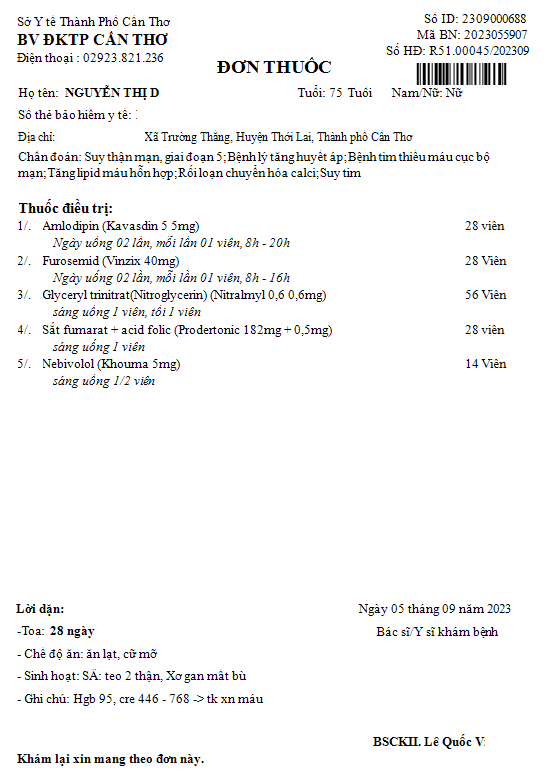 Sở Y tế Thành Phố Cần Thơ
BV ĐKTP CẦN THƠ
Điện thoại : 02923.821.236
Số ID: 2309000688
Mã BN: 2023055907
Số HĐ: R51.00045/202309
ĐƠN THUỐC
Họ tên: NGUYỄN THỊ D Tuổi: 75 Tuổi Nam/Nữ: Nữ
Số thẻ bảo hiểm y tế:
Địa chỉ: Xã Trường Thắng, Huyện Thới Lai, Thành phố Cần Thơ
Chẩn đoán: Suy thận mạn, giai đoạn 5;Bệnh lý tăng huyết áp;Bệnh tim thiếu máu cục bộ
mạn;Tăng lipid máu hỗn hợp;Rối loạn chuyển hóa calci;Suy tim
Thuốc điều trị:
1/. Amlodipin (Kavasdin 5 5mg) 28 viên
Ngày uống 02 lần, mỗi lần 01 viên, 8h - 20h
2/. Furosemid (Vinzix 40mg) 28 Viên
Ngày uống 02 lần, mỗi lần 01 viên, 8h - 16h
3/. Glyceryl trinitrat(Nitroglycerin) (Nitralmyl 0,6 0,6mg) 56 Viên
sáng uống 1 viên, tối 1 viên
4/. Sắt fumarat + acid folic (Prodertonic 182mg + 0,5mg) 28 viên
sáng uống 1 viên
5/. Nebivolol (Khouma 5mg) 14 Viên
sáng uống 1/2 viên
Lời dặn:
Ngày 05 tháng 09 năm 2023
-Toa: 28 ngày
Bác sĩ/Y sĩ khám bệnh
- Chế độ ăn: ăn lạt, cữ mỡ
- Sinh hoạt: SÂ: teo 2 thận, Xơ gan mất bù
- Ghi chú: Hgb 95, cre 446 - 768 -> tk xn máu
BSCKII. Lê Quốc V
Khám lại xin mang theo đơn này.